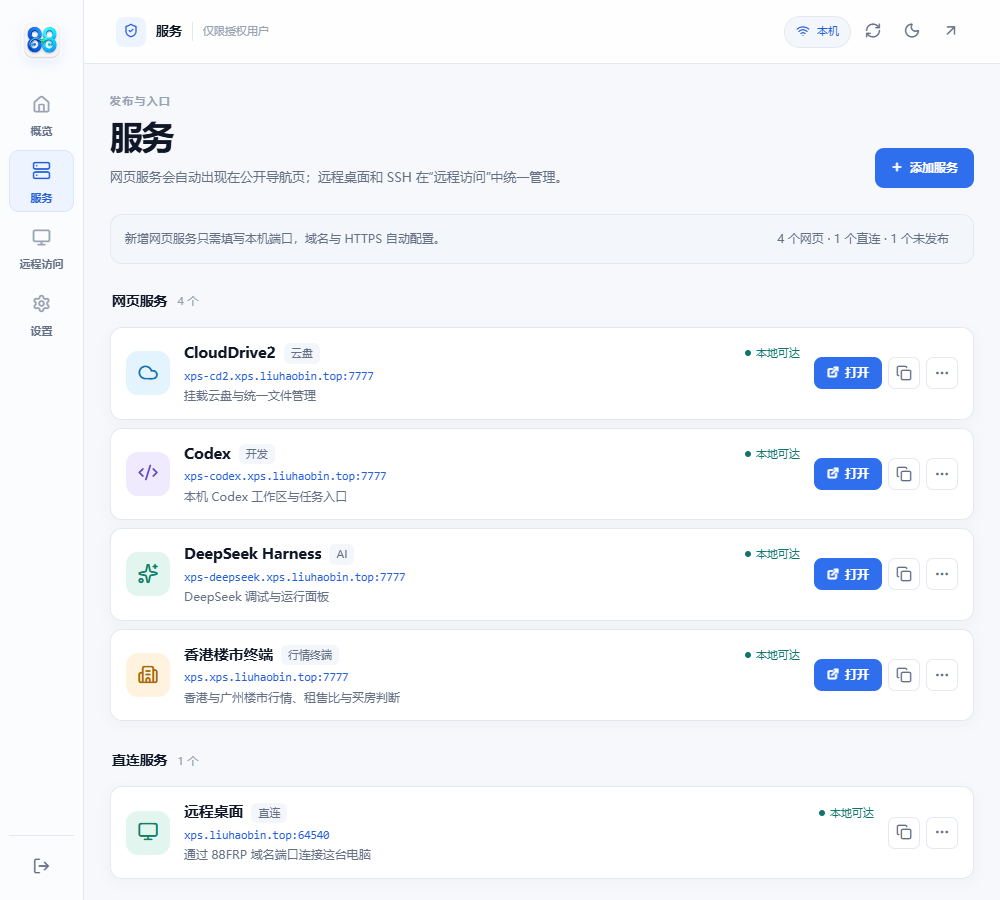 服务
仅限授权用户
本机
概览
服务
远程访问
设置
发布与入口
服务
网页服务会自动出现在公开导航页；远程桌面和 SSH 在“远程访问”中统一管理。
+ 添加服务
新增网页服务只需填写本机端口，域名与 HTTPS 自动配置。
4 个网页 · 1 个直连 · 1 个未发布
网页服务 4 个
CloudDrive2 云盘
xps-cd2.xps.liuhaobin.top:7777
挂载云盘与统一文件管理
本地可达
打开
Codex 开发
xps-codex.xps.liuhaobin.top:7777
本机 Codex 工作区与任务入口
本地可达
打开
DeepSeek Harness AI
xps-deepseek.xps.liuhaobin.top:7777
DeepSeek 调试与运行面板
本地可达
打开
香港楼市终端 行情终端
xps.xps.liuhaobin.top:7777
香港与广州楼市行情、租售比与买房判断
本地可达
打开
直连服务 1 个
远程桌面 直连
xps.liuhaobin.top:64540
通过 88FRP 域名端口连接这台电脑
本地可达